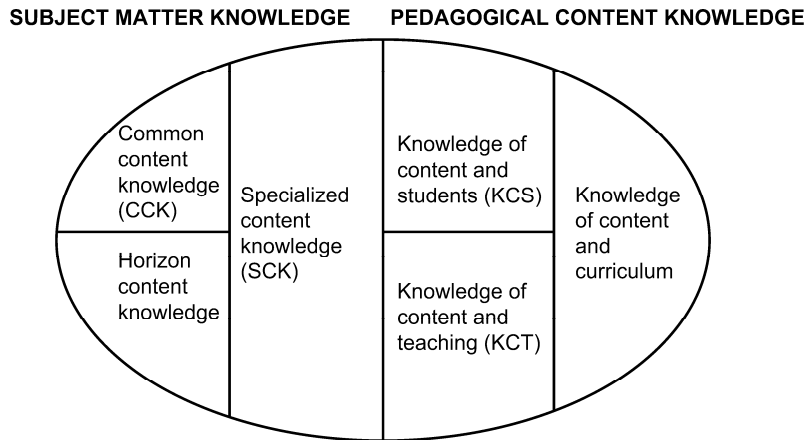 SUBJECT MATTER KNOWLEDGE
PEDAGOGICAL CONTENT KNOWLEDGE
Common
content
knowledge
(CCK)
Horizon
content
knowledge
Specialized
content
knowledge
(SCK)
Knowledge of
content and
students (KCS)
Knowledge of
content and
teaching (KCT)
Knowledge
of content
and
curriculum